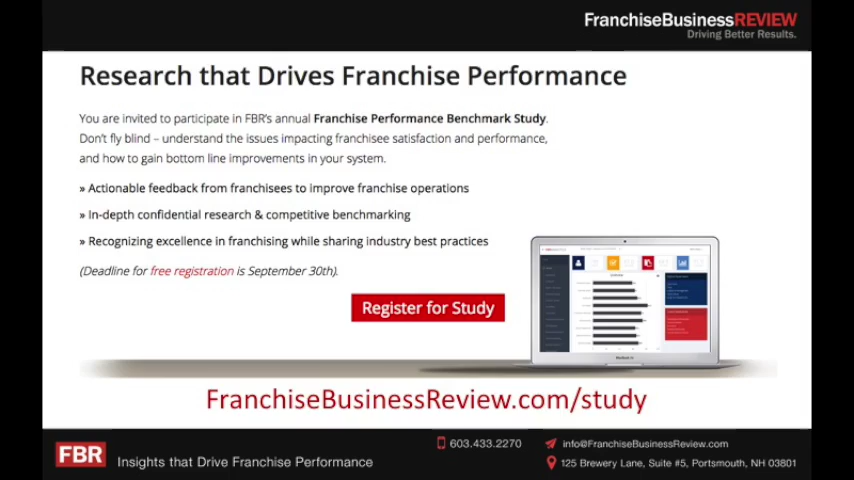 FranchiseBusinessREVIEW
Driving Better Results.
Research that Drives Franchise Performance
You are invited to participate in FBR's annual Franchise Performance Benchmark Study.
Don't fly blind – understand the issues impacting franchisee satisfaction and performance,
and how to gain bottom line improvements in your system.
» Actionable feedback from franchisees to improve franchise operations
» In-depth confidential research & competitive benchmarking
» Recognizing excellence in franchising while sharing industry best practices
(Deadline for free registration is September 30th).
Register for Study
FranchiseBusinessReview.com/study
FBR Insights that Drive Franchise Performance
603.433.2270 info@FranchiseBusinessReview.com
125 Brewery Lane, Suite #5, Portsmouth, NH 03801